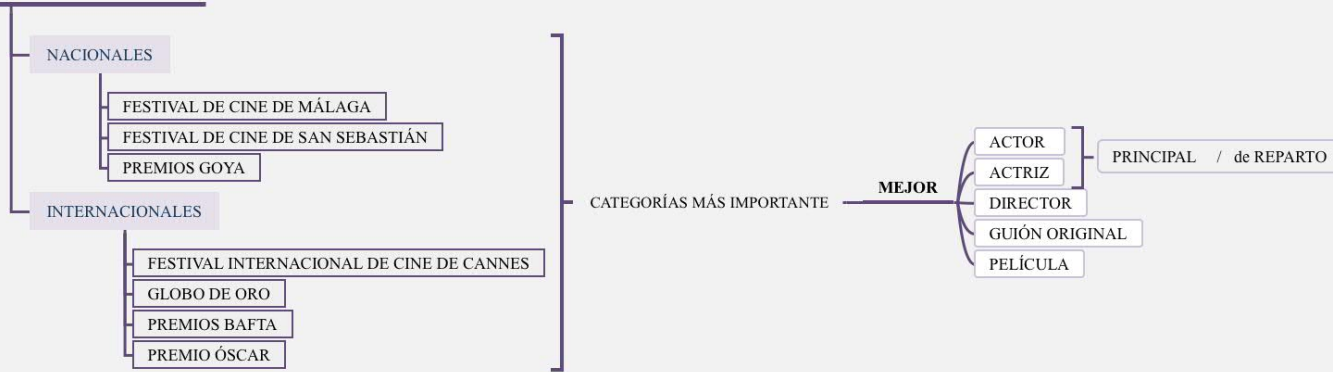 NACIONALES
FESTIVAL DE CINE DE MÁLAGA
FESTIVAL DE CINE DE SAN SEBASTIÁN
PREMIOS GOYA
INTERNACIONALES
FESTIVAL INTERNACIONAL DE CINE DE CANNES
GLOBO DE ORO
PREMIOS BAFTA
PREMIO ÓSCAR
CATEGORÍAS MÁS IMPORTANTE
MEJOR
ACTOR
ACTRIZ
PRINCIPAL / de REPARTO
DIRECTOR
GUIÓN ORIGINAL
PELÍCULA